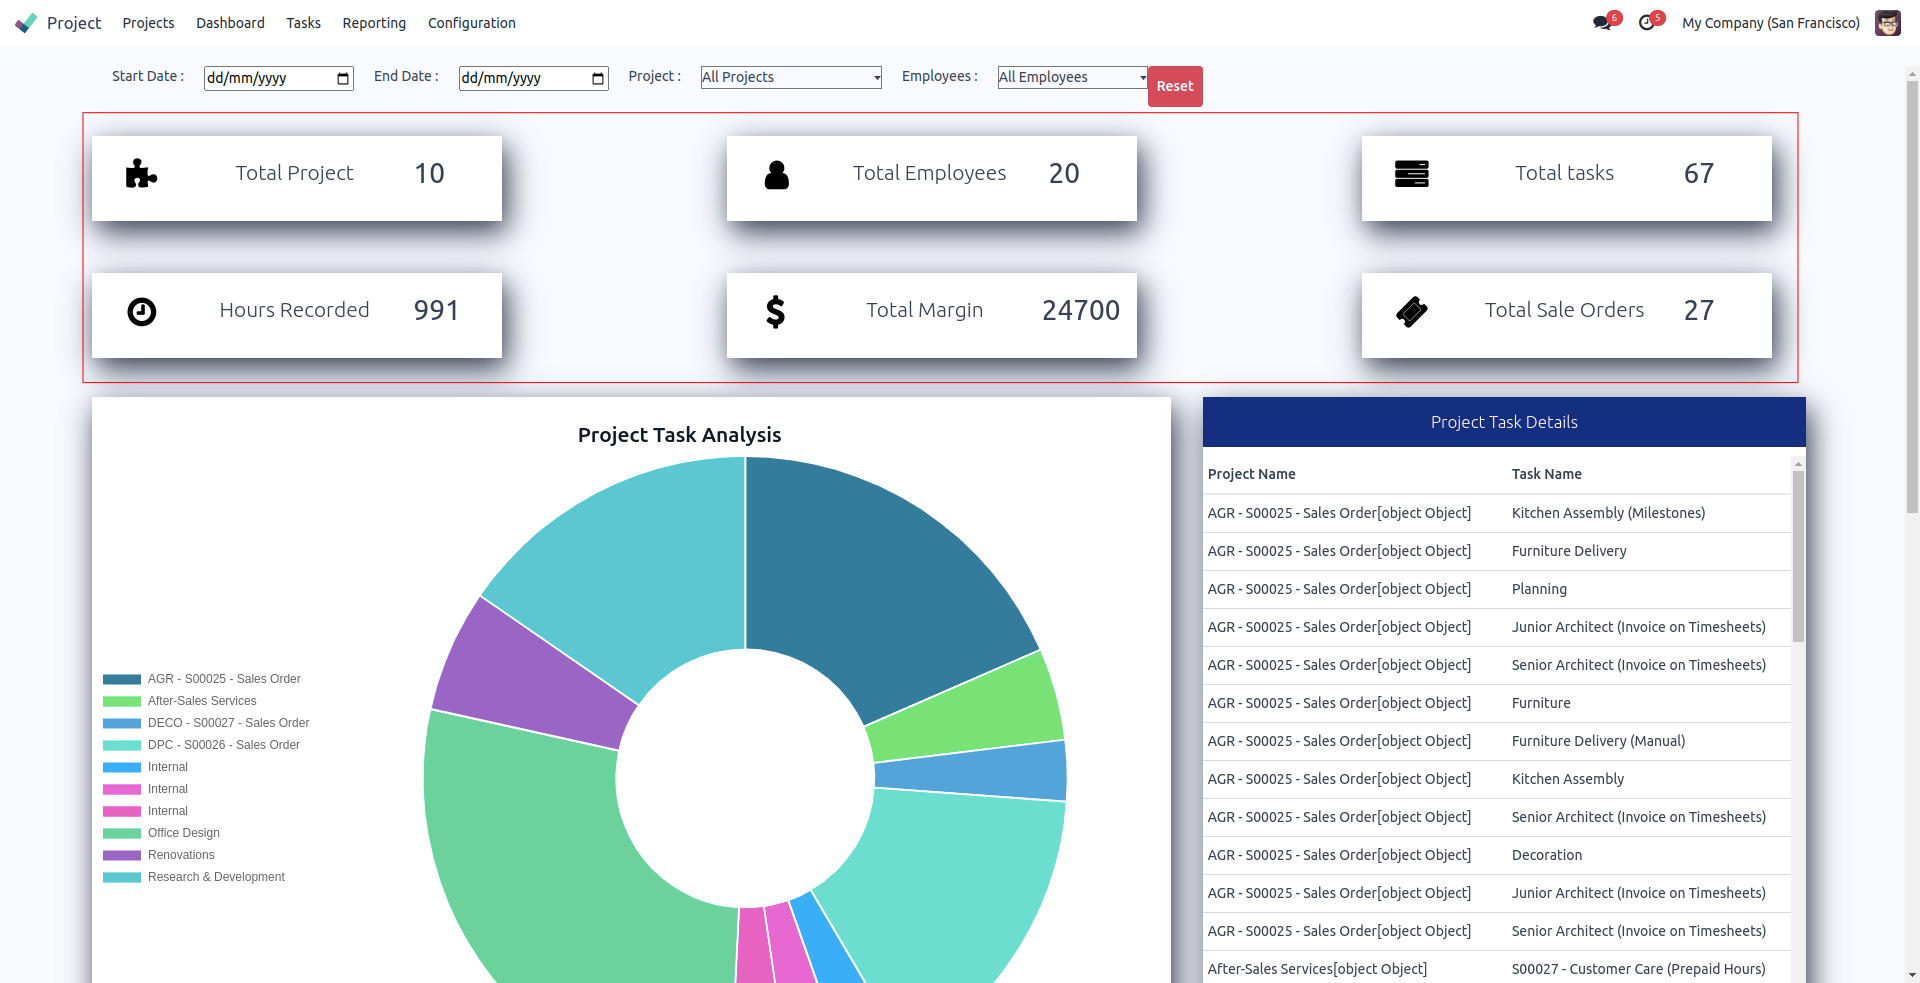 Project Projects Dashboard Tasks Reporting Configuration 6 5 My Company (San Francisco)
Start Date : dd/mm/yyyy End Date : dd/mm/yyyy Project : All Projects Employees : All Employees Reset
Total Project 10 Total Employees 20 Total tasks 67
Hours Recorded 991 Total Margin 24700 Total Sale Orders 27
Project Task Analysis
AGR - S00025 - Sales Order
After-Sales Services
DECO - S00027 - Sales Order
DPC - S00026 - Sales Order
Internal
Internal
Internal
Office Design
Renovations
Research & Development
Project Task Details
Project Name Task Name
AGR - S00025 - Sales Order[object Object] Kitchen Assembly (Milestones)
AGR - S00025 - Sales Order[object Object] Furniture Delivery
AGR - S00025 - Sales Order[object Object] Planning
AGR - S00025 - Sales Order[object Object] Junior Architect (Invoice on Timesheets)
AGR - S00025 - Sales Order[object Object] Senior Architect (Invoice on Timesheets)
AGR - S00025 - Sales Order[object Object] Furniture
AGR - S00025 - Sales Order[object Object] Furniture Delivery (Manual)
AGR - S00025 - Sales Order[object Object] Kitchen Assembly
AGR - S00025 - Sales Order[object Object] Senior Architect (Invoice on Timesheets)
AGR - S00025 - Sales Order[object Object] Decoration
AGR - S00025 - Sales Order[object Object] Junior Architect (Invoice on Timesheets)
AGR - S00025 - Sales Order[object Object] Senior Architect (Invoice on Timesheets)
After-Sales Services[object Object] S00027 - Customer Care (Prepaid Hours)